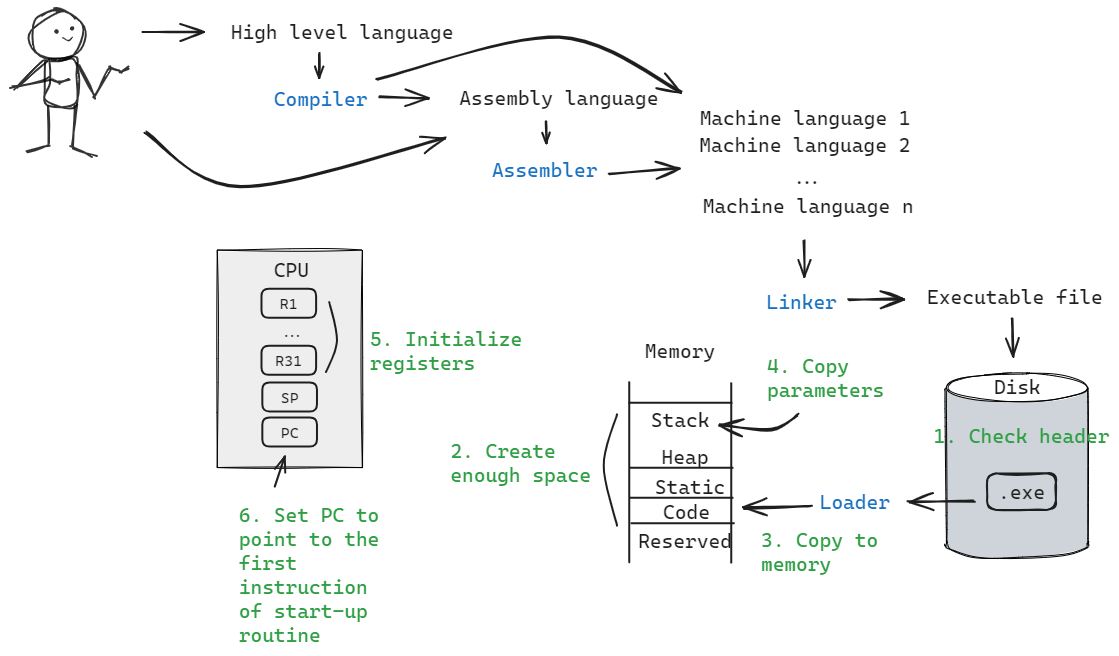 High level language
Compiler
Assembly language
Assembler
Machine language 1
Machine language 2
...
Machine language n
Linker
Executable file
CPU
R1
...
R31
SP
PC
5. Initialize
registers
6. Set PC to
point to the
first
instruction
of start-up
routine
Memory
Stack
Heap
Static
Code
Reserved
2. Create
enough space
4. Copy
parameters
Loader
3. Copy to
memory
Disk
1. Check header
.exe